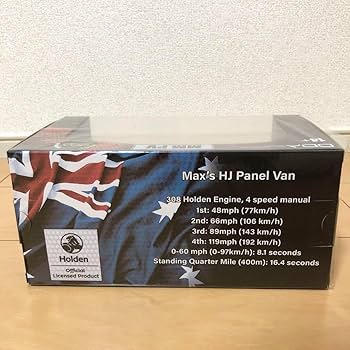 DDA
14+
Max's HJ Panel Van
308 Holden Engine, 4 speed manual
1st: 48mph (77km/h)
2nd: 66mph (106 km/h)
3rd: 89mph (143 km/h)
4th: 119mph (192 km/h)
0-60 mph (0-97km/h): 8.1 seconds
Standing Quarter Mile (400m): 16.4 seconds
Holden
Official
Licensed Product